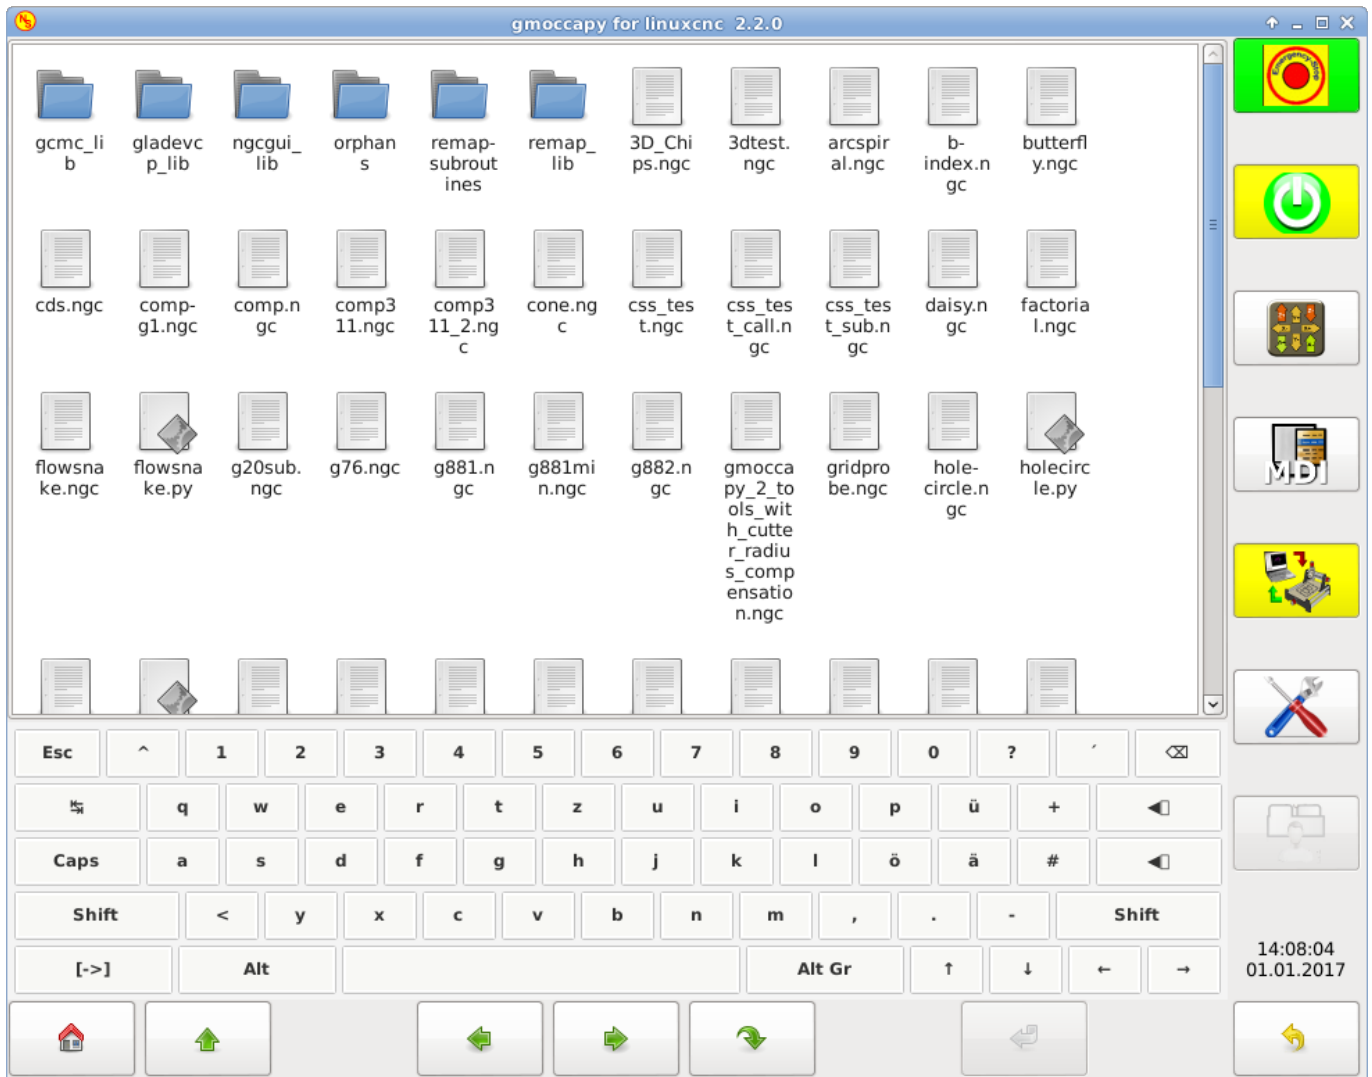 gmoccapy for linuxcnc 2.2.0
Emergency-Stop
gcmc_li
b
gladevc
p_lib
ngcgui_
lib
orphan
s
remap-
subrout
ines
remap_
lib
3D_Chi
ps.ngc
3dtest.
ngc
arcspir
al.ngc
b-
index.n
gc
butterfl
y.ngc
cds.ngc
comp-
g1.ngc
comp.n
gc
comp3
11.ngc
comp3
11_2.ng
c
cone.ng
c
css_tes
t.ngc
css_tes
t_call.n
gc
css_tes
t_sub.n
gc
daisy.n
gc
factoria
l.ngc
flowsna
ke.ngc
flowsna
ke.py
g20sub.
ngc
g76.ngc
g881.n
gc
g881mi
n.ngc
g882.n
gc
gmocca
py_2_to
ols_wit
h_cutte
r_radiu
s_comp
ensatio
n.ngc
gridpro
be.ngc
hole-
circle.n
gc
holecirc
le.py
MDI
Esc ^ 1 2 3 4 5 6 7 8 9 0 ? ´ ⌫
↹ q w e r t z u i o p ü +
Caps a s d f g h j k l ö ä #
Shift < y x c v b n m , . - Shift
[->] Alt Alt Gr ↑ ↓ ← →
14:08:04
01.01.2017